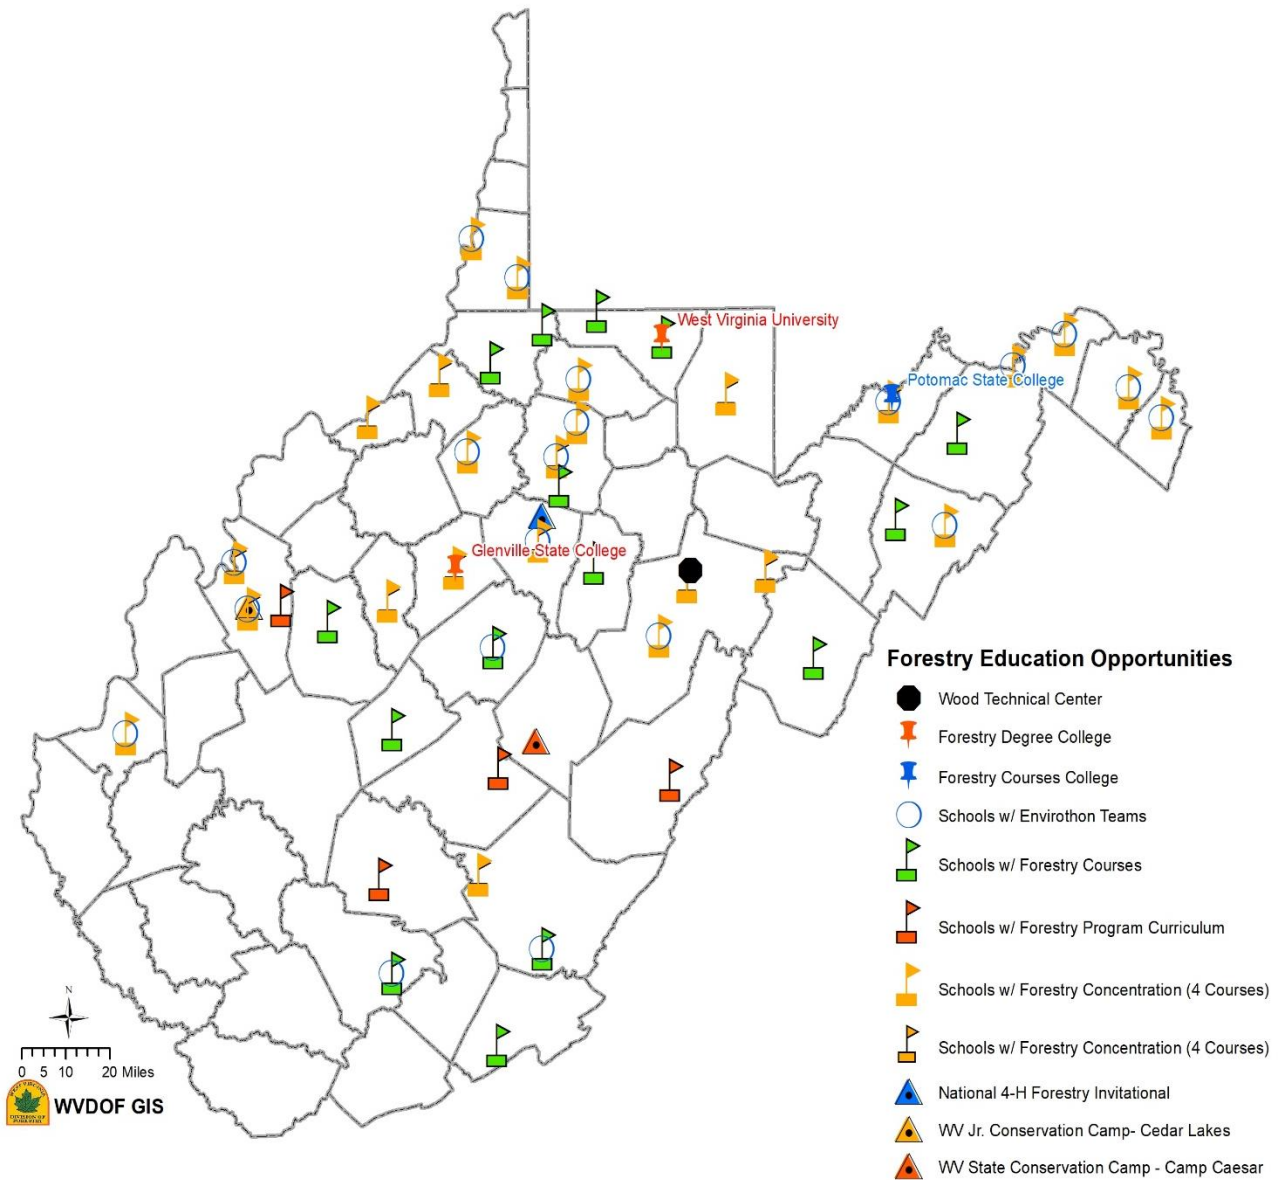 West Virginia University
Potomac State College
Glenville State College
Forestry Education Opportunities
Wood Technical Center
Forestry Degree College
Forestry Courses College
Schools w/ Envirothon Teams
Schools w/ Forestry Courses
Schools w/ Forestry Program Curriculum
Schools w/ Forestry Concentration (4 Courses)
Schools w/ Forestry Concentration (4 Courses)
National 4-H Forestry Invitational
WV Jr. Conservation Camp- Cedar Lakes
WV State Conservation Camp - Camp Caesar
N
0 5 10 20 Miles
WVDOF GIS